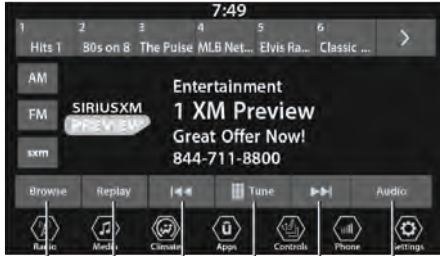 7:49
1 2 3 4 5 6
Hits 1 80s on 8 The Pulse MLB Net... Elvis Ra... Classic ...
AM
FM
sxm
SIRIUSXM
PREVIEW
Entertainment
1 XM Preview
Great Offer Now!
844-711-8800
Browse Replay Tune Audio
Radio Media Climate Apps Controls Phone Settings